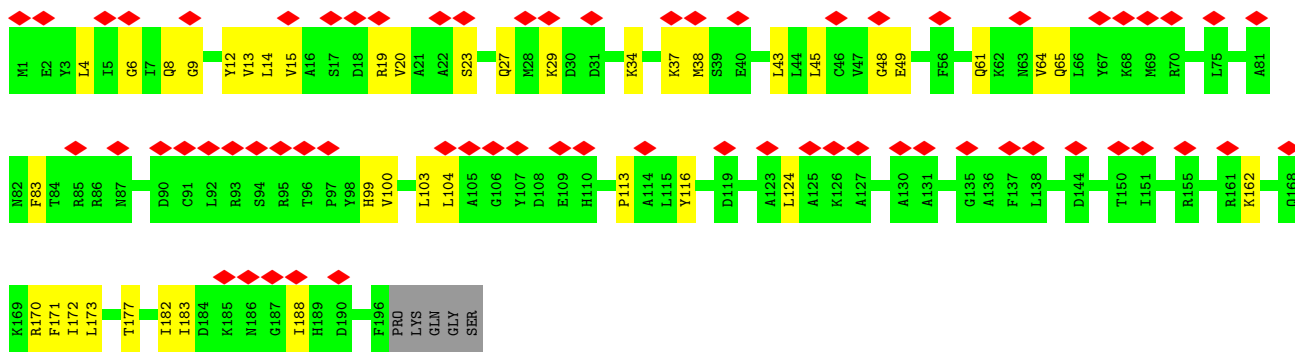 M1 E2 Y3 L4 I5 G6 I7 Q8 G9 Y12 V13 L14 V15 A16 S17 D18 R19 V20 A21 A22 S23 Q27 M28 K29 D30 D31 K34 K37 M38 S39 E40 L43 L44 L45 C46 V47 G48 E49 F56 Q61 K62 N63 V64 Q65 L66 Y67 K68 M69 R70 L75 A81
N82 F83 T84 R85 R86 N87 D90 C91 L92 R93 S94 R95 T96 P97 Y98 H99 V100 L103 L104 A105 G106 Y107 D108 E109 H110 P113 A114 L115 Y116 D119 A123 L124 A125 K126 A127 A130 A131 G135 A136 F137 L138 D144 T150 I151 R155 R161 K162 Q168
K169 R170 F171 I172 L173 T177 I182 I183 D184 K185 N186 G187 I188 H189 D190 F196 PRO LYS GLN GLY SER